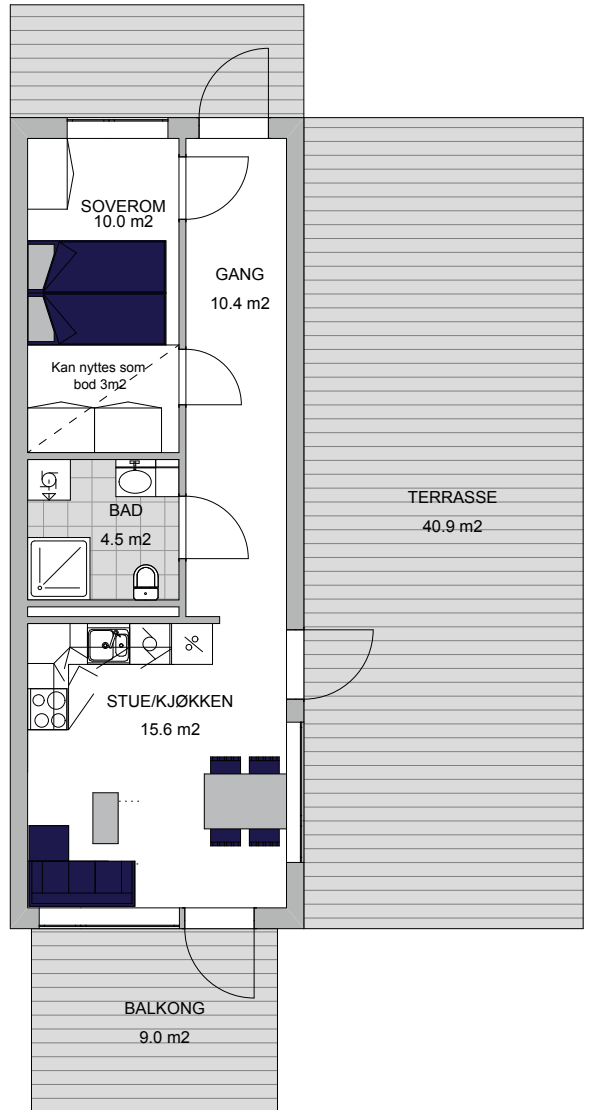 SOVEROM
10.0 m2
GANG
10.4 m2
Kan nyttes som
bod 3m2
BAD
4.5 m2
TERRASSE
40.9 m2
STUE/KJØKKEN
15.6 m2
BALKONG
9.0 m2